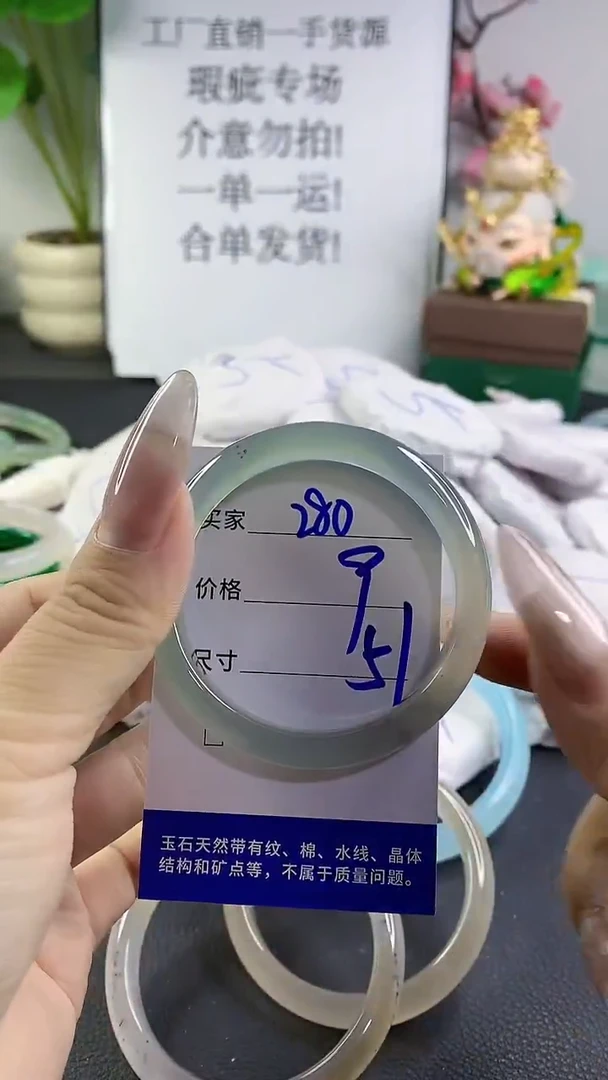 工厂直销一手货源
瑕疵专场
介意勿拍!
一单一运!
合单发货!
买家 280
价格 9
尺寸 51
玉石天然带有纹、棉、水线、晶体
结构和矿点等，不属于质量问题。